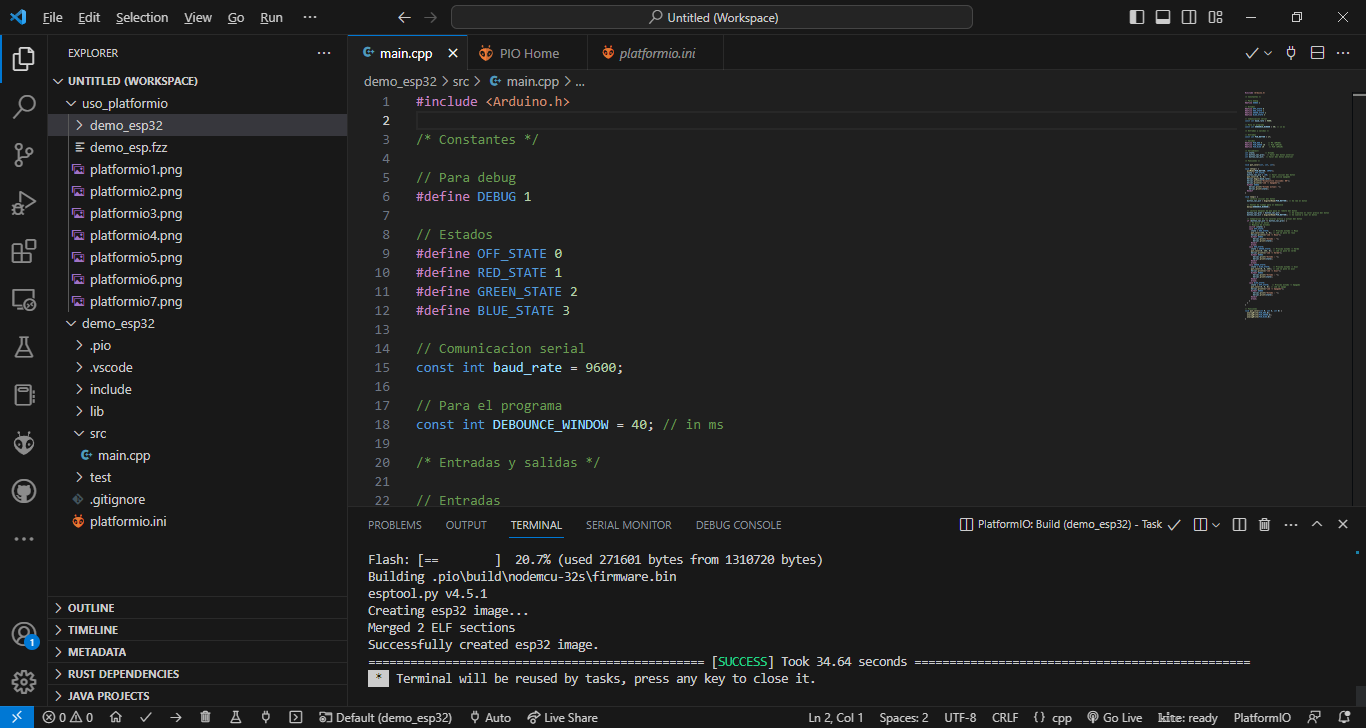 File Edit Selection View Go Run ··· Untitled (Workspace)
EXPLORER ···
UNTITLED (WORKSPACE)
uso_platformio
demo_esp32
demo_esp.fzz
platformio1.png
platformio2.png
platformio3.png
platformio4.png
platformio5.png
platformio6.png
platformio7.png
demo_esp32
.pio
.vscode
include
lib
src
main.cpp
test
.gitignore
platformio.ini
OUTLINE
TIMELINE
METADATA
RUST DEPENDENCIES
JAVA PROJECTS
1
main.cpp PIO Home platformio.ini
demo_esp32 > src > main.cpp > ...
1 #include <Arduino.h>
2
3 /* Constantes */
4
5 // Para debug
6 #define DEBUG 1
7
8 // Estados
9 #define OFF_STATE 0
10 #define RED_STATE 1
11 #define GREEN_STATE 2
12 #define BLUE_STATE 3
13
14 // Comunicacion serial
15 const int baud_rate = 9600;
16
17 // Para el programa
18 const int DEBOUNCE_WINDOW = 40; // in ms
19
20 /* Entradas y salidas */
21
22 // Entradas
PROBLEMS OUTPUT TERMINAL SERIAL MONITOR DEBUG CONSOLE PlatformIO: Build (demo_esp32) - Task
Flash: [==        ]  20.7% (used 271601 bytes from 1310720 bytes)
Building .pio\build\nodemcu-32s\firmware.bin
esptool.py v4.5.1
Creating esp32 image...
Merged 2 ELF sections
Successfully created esp32 image.
================================================ [SUCCESS] Took 34.64 seconds ================================================
* Terminal will be reused by tasks, press any key to close it.
0 0 Default (demo_esp32) Auto Live Share Ln 2, Col 1 Spaces: 2 UTF-8 CRLF {} cpp Go Live kite: ready PlatformIO